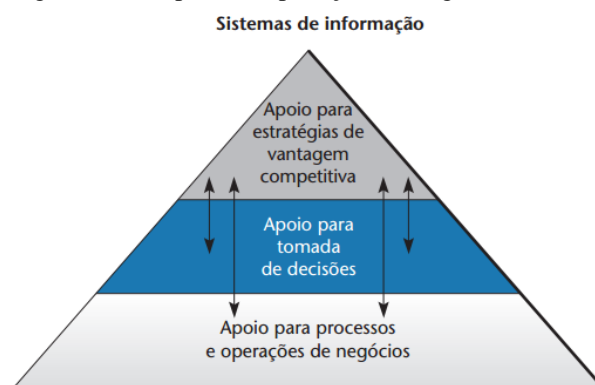 Sistemas de informação
Apoio para
estratégias de
vantagem
competitiva
Apoio para
tomada
de decisões
Apoio para processos
e operações de negócios